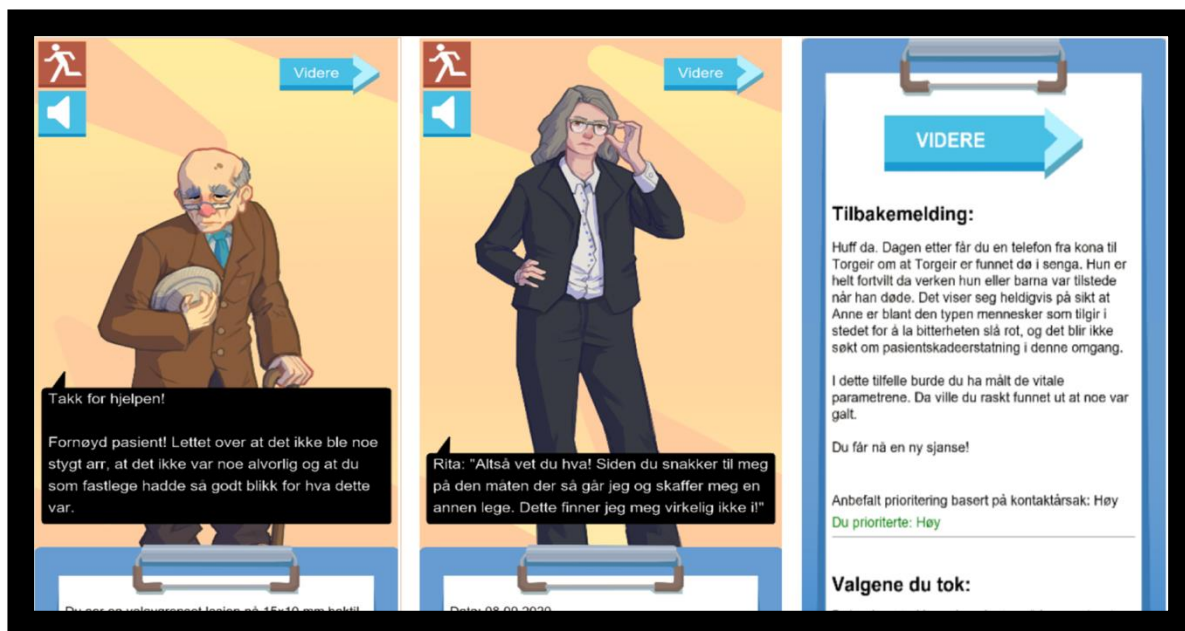 Videre
Takk for hjelpen!
Fornøyd pasient! Lettet over at det ikke ble noe
stygt arr, at det ikke var noe alvorlig og at du
som fastlege hadde så godt blikk for hva dette
var.
Videre
Rita: "Altså vet du hva! Siden du snakker til meg
på den måten der så går jeg og skaffer meg en
annen lege. Dette finner jeg meg virkelig ikke i!"
VIDERE
Tilbakemelding:
Huff da. Dagen etter får du en telefon fra kona til
Torgeir om at Torgeir er funnet dø i senga. Hun er
helt fortvilt da verken hun eller barna var tilstede
når han døde. Det viser seg heldigvis på sikt at
Anne er blant den typen mennesker som tilgir i
stedet for å la bitterheten slå rot, og det blir ikke
søkt om pasientskadeerstatning i denne omgang.
I dette tilfelle burde du ha målt de vitale
parametrene. Da ville du raskt funnet ut at noe var
galt.
Du får nå en ny sjanse!
Anbefalt prioritering basert på kontaktårsak: Høy
Du prioriterte: Høy
Valgene du tok: